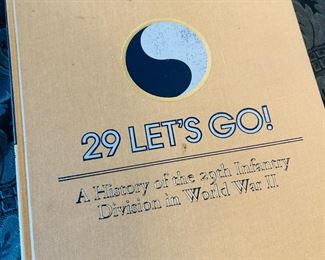 29 LET'S GO!
A History of the 29th Infantry
Division in World War II